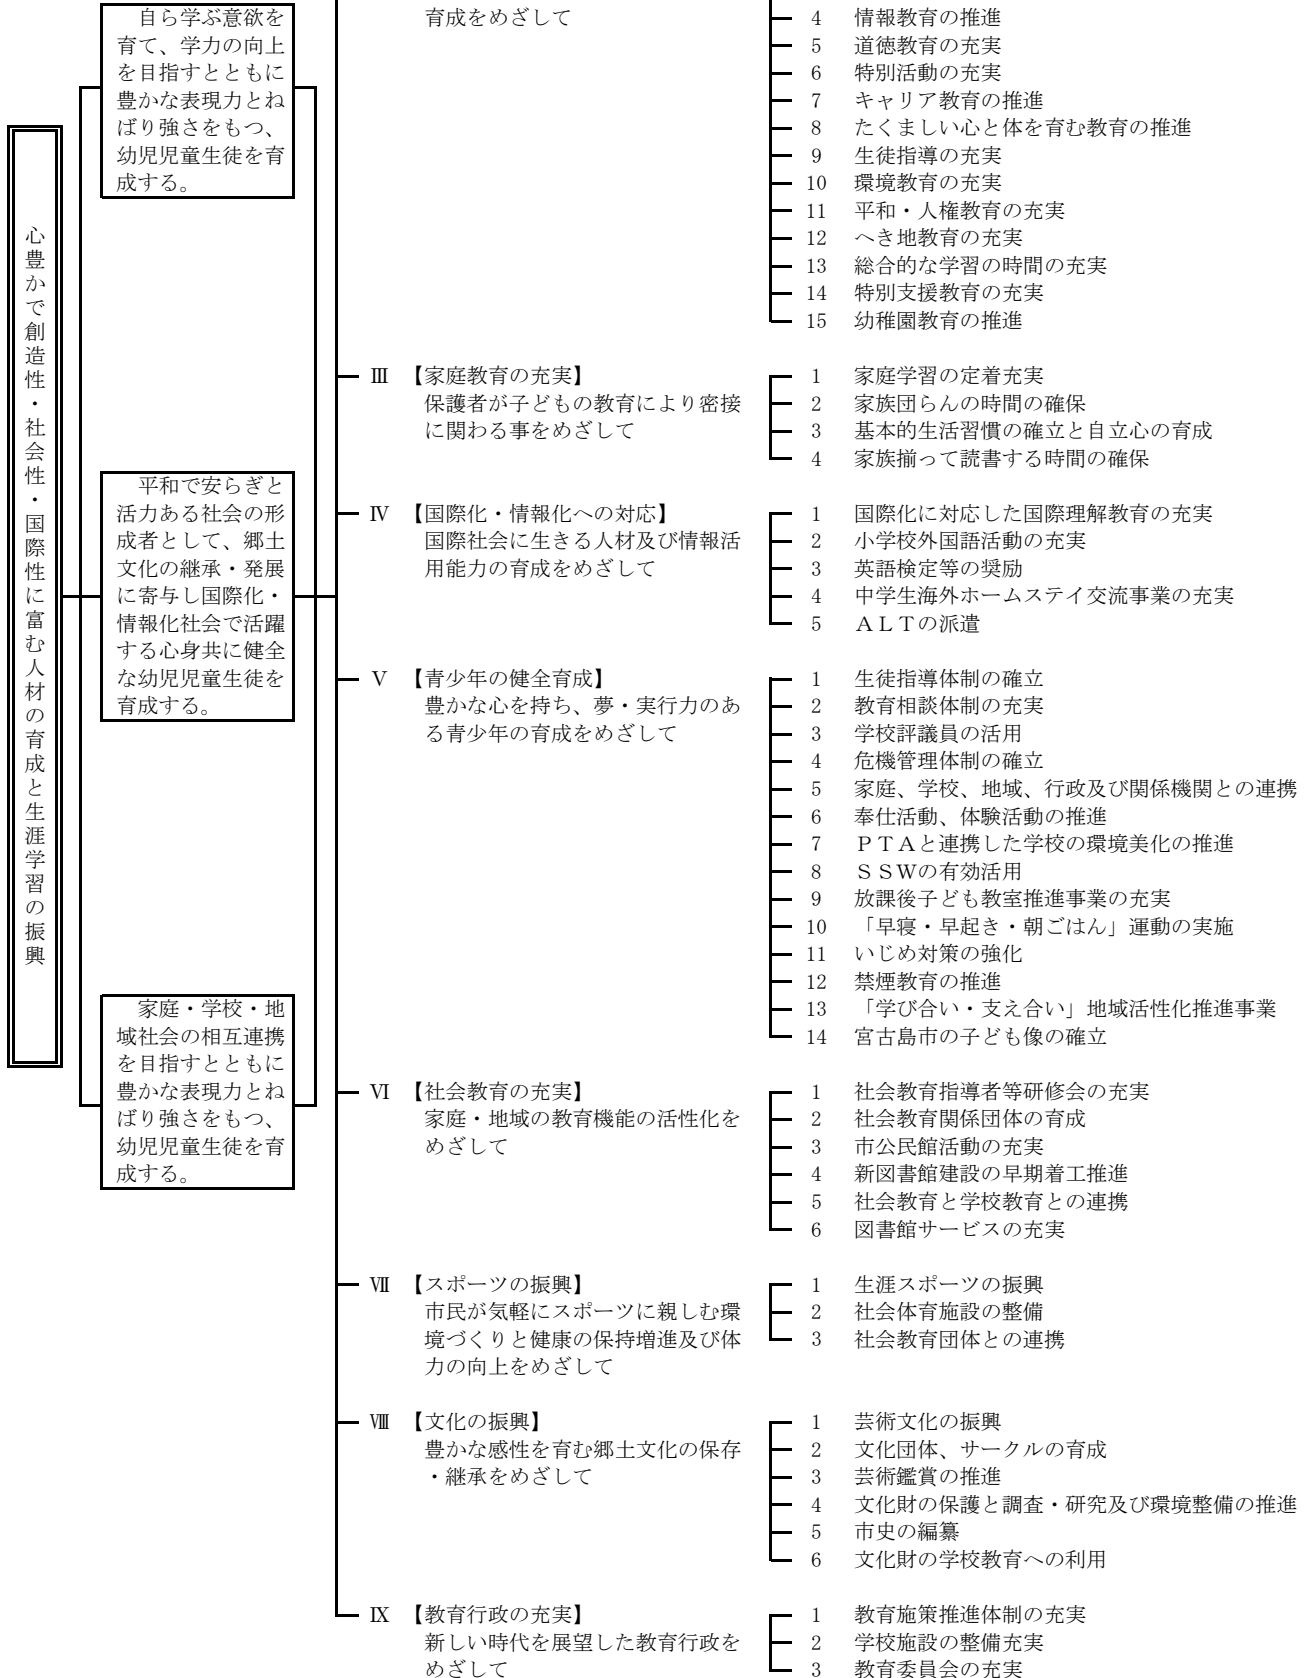 心豊かで創造性・社会性・国際性に富む人材の育成と生涯学習の振興
自ら学ぶ意欲を
育て、学力の向上
を目指すとともに
豊かな表現力とね
ばり強さをもつ、
幼児児童生徒を育
成する。
平和で安らぎと
活力ある社会の形
成者として、郷土
文化の継承・発展
に寄与し国際化・
情報化社会で活躍
する心身共に健全
な幼児児童生徒を
育成する。
家庭・学校・地
域社会の相互連携
を目指すとともに
豊かな表現力とね
ばり強さをもつ、
幼児児童生徒を育
成する。
育成をめざして
4 情報教育の推進
5 道徳教育の充実
6 特別活動の充実
7 キャリア教育の推進
8 たくましい心と体を育む教育の推進
9 生徒指導の充実
10 環境教育の充実
11 平和・人権教育の充実
12 へき地教育の充実
13 総合的な学習の時間の充実
14 特別支援教育の充実
15 幼稚園教育の推進
Ⅲ 【家庭教育の充実】
保護者が子どもの教育により密接
に関わる事をめざして
1 家庭学習の定着充実
2 家族団らんの時間の確保
3 基本的生活習慣の確立と自立心の育成
4 家族揃って読書する時間の確保
Ⅳ 【国際化・情報化への対応】
国際社会に生きる人材及び情報活
用能力の育成をめざして
1 国際化に対応した国際理解教育の充実
2 小学校外国語活動の充実
3 英語検定等の奨励
4 中学生海外ホームステイ交流事業の充実
5 ＡＬＴの派遣
Ⅴ 【青少年の健全育成】
豊かな心を持ち、夢・実行力のあ
る青少年の育成をめざして
1 生徒指導体制の確立
2 教育相談体制の充実
3 学校評議員の活用
4 危機管理体制の確立
5 家庭、学校、地域、行政及び関係機関との連携
6 奉仕活動、体験活動の推進
7 ＰＴＡと連携した学校の環境美化の推進
8 ＳＳＷの有効活用
9 放課後子ども教室推進事業の充実
10 「早寝・早起き・朝ごはん」運動の実施
11 いじめ対策の強化
12 禁煙教育の推進
13 「学び合い・支え合い」地域活性化推進事業
14 宮古島市の子ども像の確立
Ⅵ 【社会教育の充実】
家庭・地域の教育機能の活性化を
めざして
1 社会教育指導者等研修会の充実
2 社会教育関係団体の育成
3 市公民館活動の充実
4 新図書館建設の早期着工推進
5 社会教育と学校教育との連携
6 図書館サービスの充実
Ⅶ 【スポーツの振興】
市民が気軽にスポーツに親しむ環
境づくりと健康の保持増進及び体
力の向上をめざして
1 生涯スポーツの振興
2 社会体育施設の整備
3 社会教育団体との連携
Ⅷ 【文化の振興】
豊かな感性を育む郷土文化の保存
・継承をめざして
1 芸術文化の振興
2 文化団体、サークルの育成
3 芸術鑑賞の推進
4 文化財の保護と調査・研究及び環境整備の推進
5 市史の編纂
6 文化財の学校教育への利用
Ⅸ 【教育行政の充実】
新しい時代を展望した教育行政を
めざして
1 教育施策推進体制の充実
2 学校施設の整備充実
3 教育委員会の充実